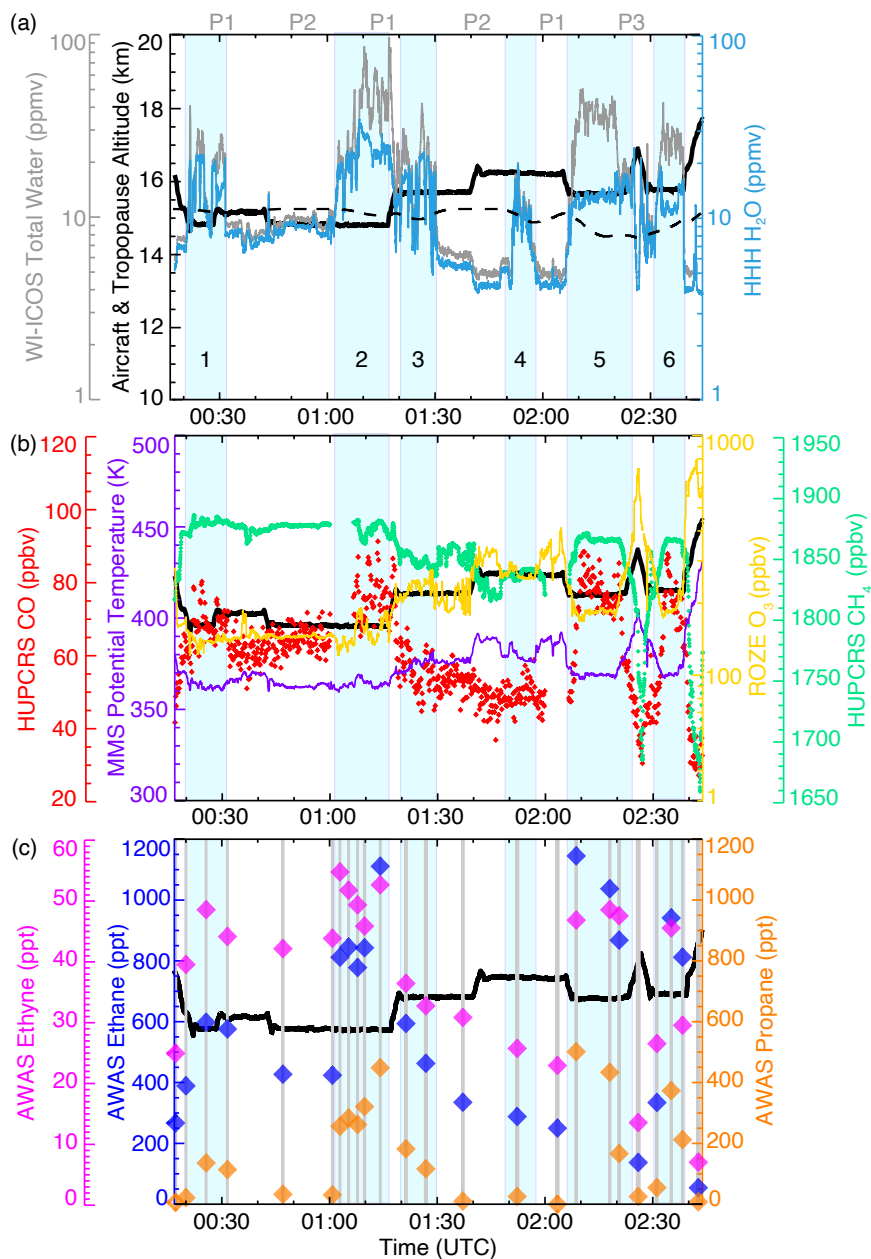 (a)
P1 P2 P1 P2 P1 P3
WI-ICOS Total Water (ppmv)
100
10
1
Aircraft & Tropopause Altitude (km)
20
18
16
14
12
10
HHH H₂O (ppmv)
100
10
1
1 2 3 4 5 6
00:30 01:00 01:30 02:00 02:30
(b)
HUPCRS CO (ppbv)
120
100
80
60
40
20
MMS Potential Temperature (K)
500
450
400
350
300
ROZE O₃ (ppbv)
1000
100
1
HUPCRS CH₄ (ppbv)
1950
1900
1850
1800
1750
1700
1650
00:30 01:00 01:30 02:00 02:30
(c)
AWAS Ethyne (ppt)
60
50
40
30
20
10
0
AWAS Ethane (ppt)
1200
1000
800
600
400
200
0
AWAS Propane (ppt)
1200
1000
800
600
400
200
0
00:30 01:00 01:30 02:00 02:30
Time (UTC)